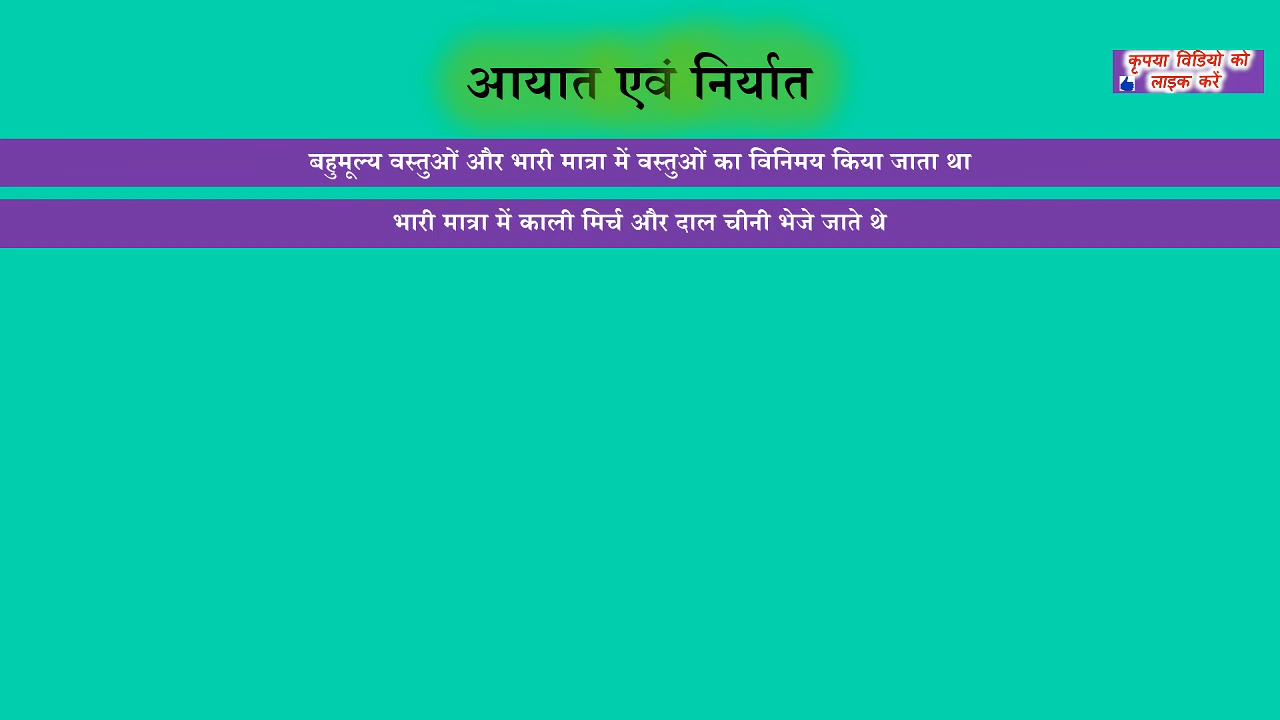 आयात एवं निर्यात
कृपया विडियो को
लाइक करें
बहुमूल्य वस्तुओं और भारी मात्रा में वस्तुओं का विनिमय किया जाता था
भारी मात्रा में काली मिर्च और दाल चीनी भेजे जाते थे